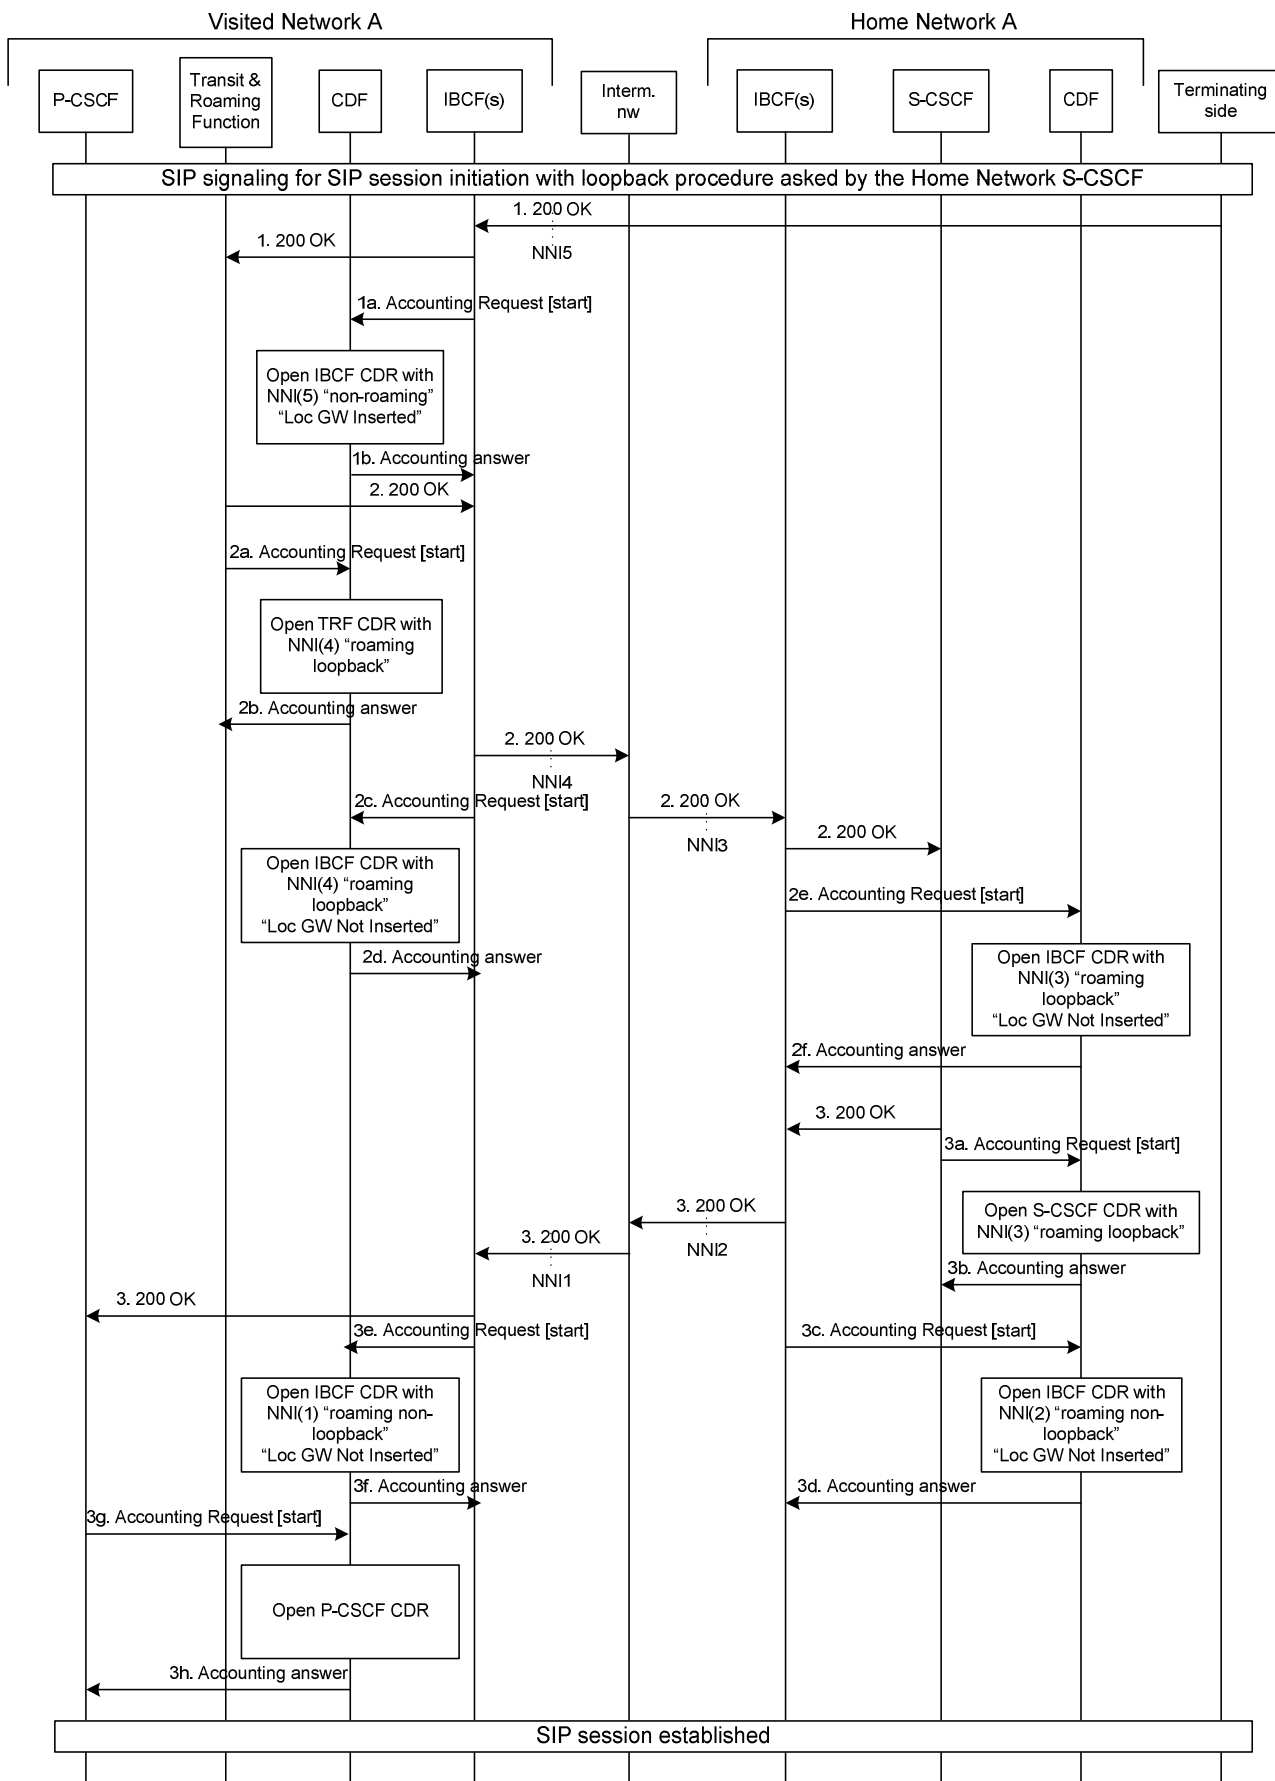 Visited Network A
Home Network A
P-CSCF
Transit &
Roaming
Function
CDF
IBCF(s)
Interm.
nw
IBCF(s)
S-CSCF
CDF
Terminating
side
SIP signaling for SIP session initiation with loopback procedure asked by the Home Network S-CSCF
1. 200 OK
NNI5
1. 200 OK
1a. Accounting Request [start]
Open IBCF CDR with
NNI(5) “non-roaming”
“Loc GW Inserted”
1b. Accounting answer
2. 200 OK
2a. Accounting Request [start]
Open TRF CDR with
NNI(4) “roaming
loopback”
2b. Accounting answer
2. 200 OK
NNI4
2c. Accounting Request [start]
2. 200 OK
NNI3
2. 200 OK
Open IBCF CDR with
NNI(4) “roaming
loopback”
“Loc GW Not Inserted”
2e. Accounting Request [start]
2d. Accounting answer
Open IBCF CDR with
NNI(3) “roaming
loopback”
“Loc GW Not Inserted”
2f. Accounting answer
3. 200 OK
3a. Accounting Request [start]
Open S-CSCF CDR with
NNI(3) “roaming loopback”
3. 200 OK
NNI2
3. 200 OK
NNI1
3b. Accounting answer
3. 200 OK
3e. Accounting Request [start]
3c. Accounting Request [start]
Open IBCF CDR with
NNI(1) “roaming non-
loopback”
“Loc GW Not Inserted”
Open IBCF CDR with
NNI(2) “roaming non-
loopback”
“Loc GW Not Inserted”
3f. Accounting answer
3d. Accounting answer
3g. Accounting Request [start]
Open P-CSCF CDR
3h. Accounting answer
SIP session established